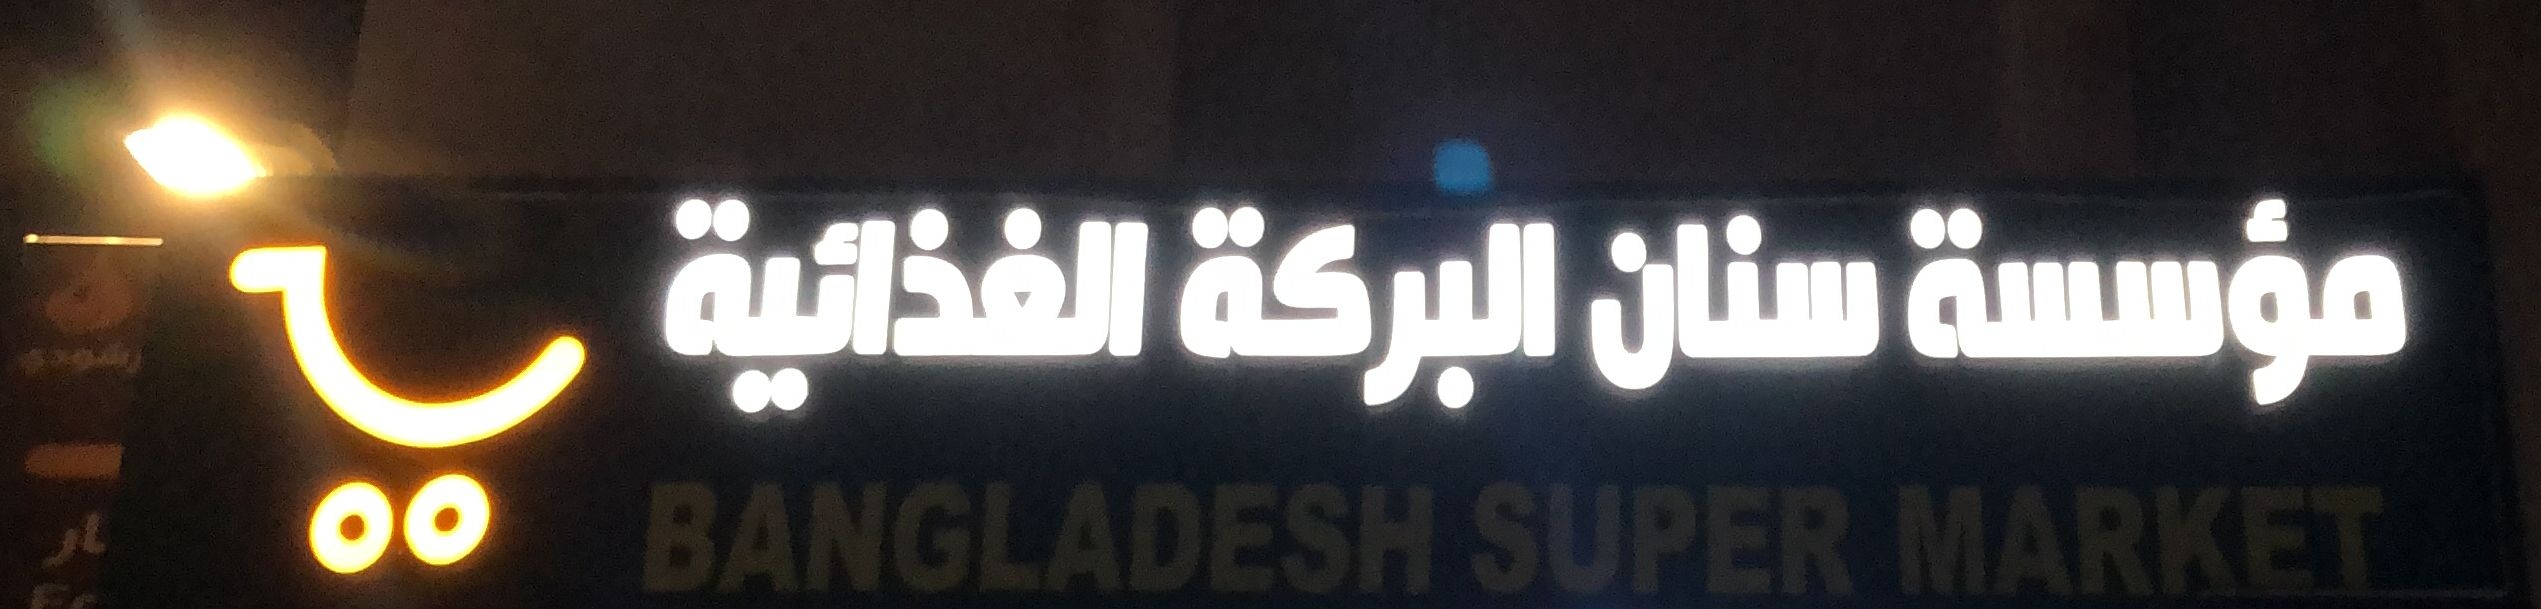 مؤسسة سنان البركة الغذائية
BANGLADESH SUPER MARKET